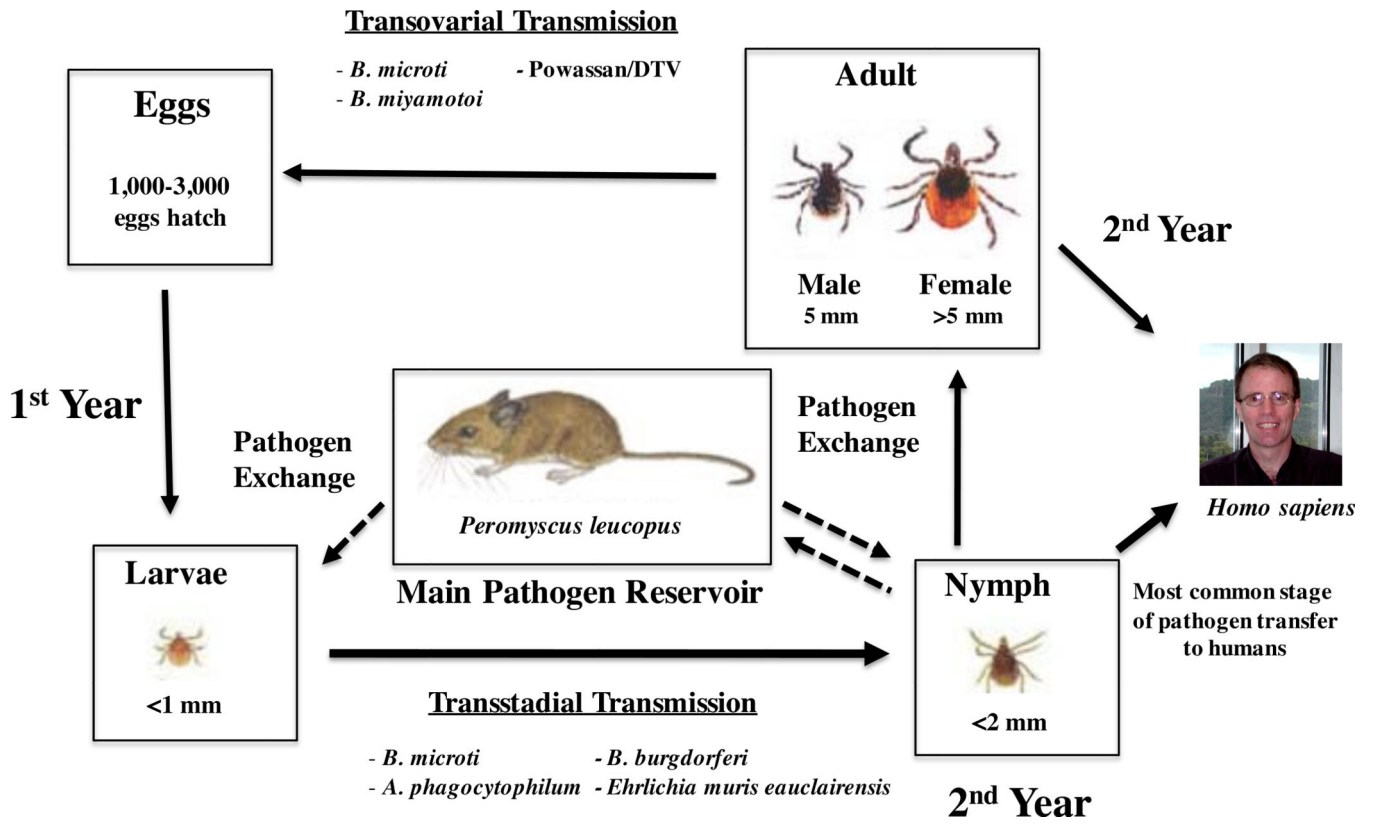 Transovarial Transmission
- B. microti - Powassan/DTV
- B. miyamotoi
Eggs
1,000-3,000
eggs hatch
Adult
Male
5 mm
Female
>5 mm
2nd Year
1st Year
Pathogen
Exchange
Peromyscus leucopus
Main Pathogen Reservoir
Pathogen
Exchange
Homo sapiens
Larvae
<1 mm
Nymph
<2 mm
Most common stage
of pathogen transfer
to humans
Transstadial Transmission
- B. microti - B. burgdorferi
- A. phagocytophilum - Ehrlichia muris eauclairensis
2nd Year